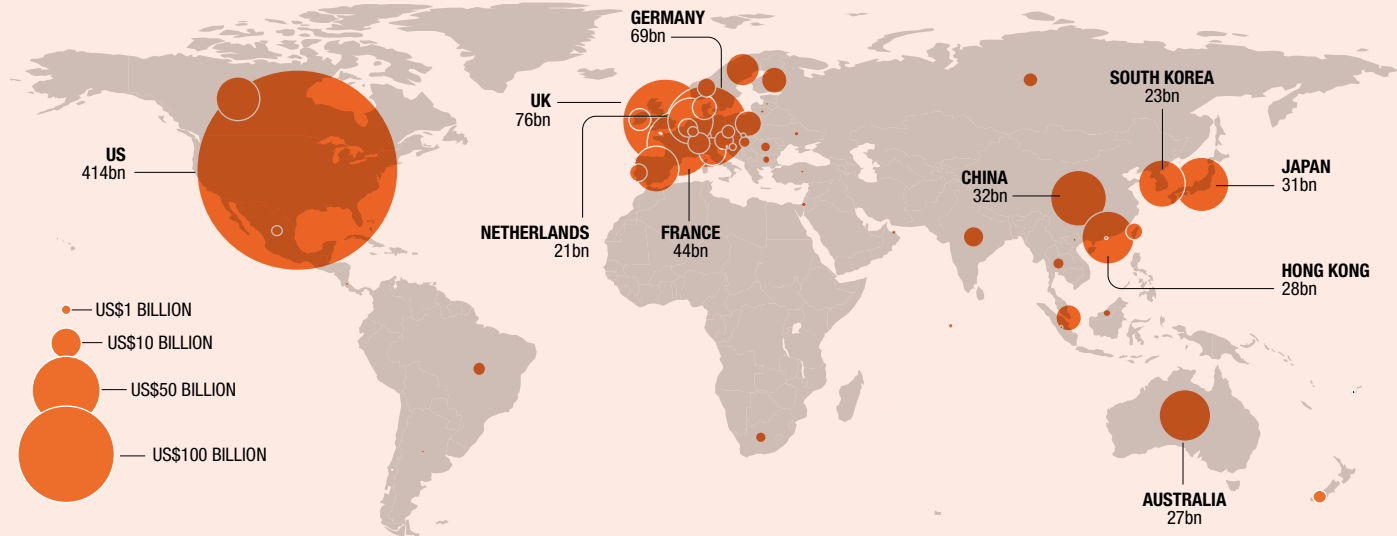 GERMANY
69bn
UK
76bn
US
414bn
NETHERLANDS
21bn
FRANCE
44bn
SOUTH KOREA
23bn
CHINA
32bn
JAPAN
31bn
HONG KONG
28bn
AUSTRALIA
27bn
US$1 BILLION
US$10 BILLION
US$50 BILLION
US$100 BILLION